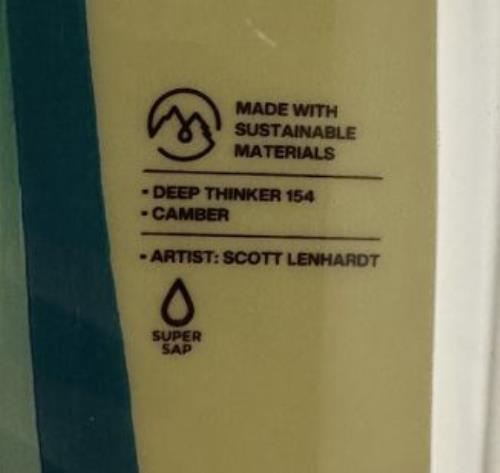 MADE WITH
SUSTAINABLE
MATERIALS
- DEEP THINKER 154
- CAMBER
- ARTIST: SCOTT LENHARDT
SUPER
SAP